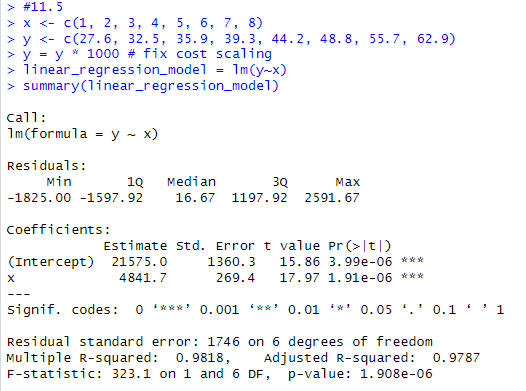 > #11.5
> x <- c(1, 2, 3, 4, 5, 6, 7, 8)
> y <- c(27.6, 32.5, 35.9, 39.3, 44.2, 48.8, 55.7, 62.9)
> y = y * 1000 # fix cost scaling
> linear_regression_model = lm(y~x)
> summary(linear_regression_model)
Call:
lm(formula = y ~ x)
Residuals:
Min 1Q Median 3Q Max
-1825.00 -1597.92 16.67 1197.92 2591.67
Coefficients:
Estimate Std. Error t value Pr(>|t|)
(Intercept) 21575.0 1360.3 15.86 3.99e-06 ***
x 4841.7 269.4 17.97 1.91e-06 ***
---
Signif. codes: 0 ‘***’ 0.001 ‘**’ 0.01 ‘*’ 0.05 ‘.’ 0.1 ‘ ’ 1
Residual standard error: 1746 on 6 degrees of freedom
Multiple R-squared: 0.9818, Adjusted R-squared: 0.9787
F-statistic: 323.1 on 1 and 6 DF, p-value: 1.908e-06